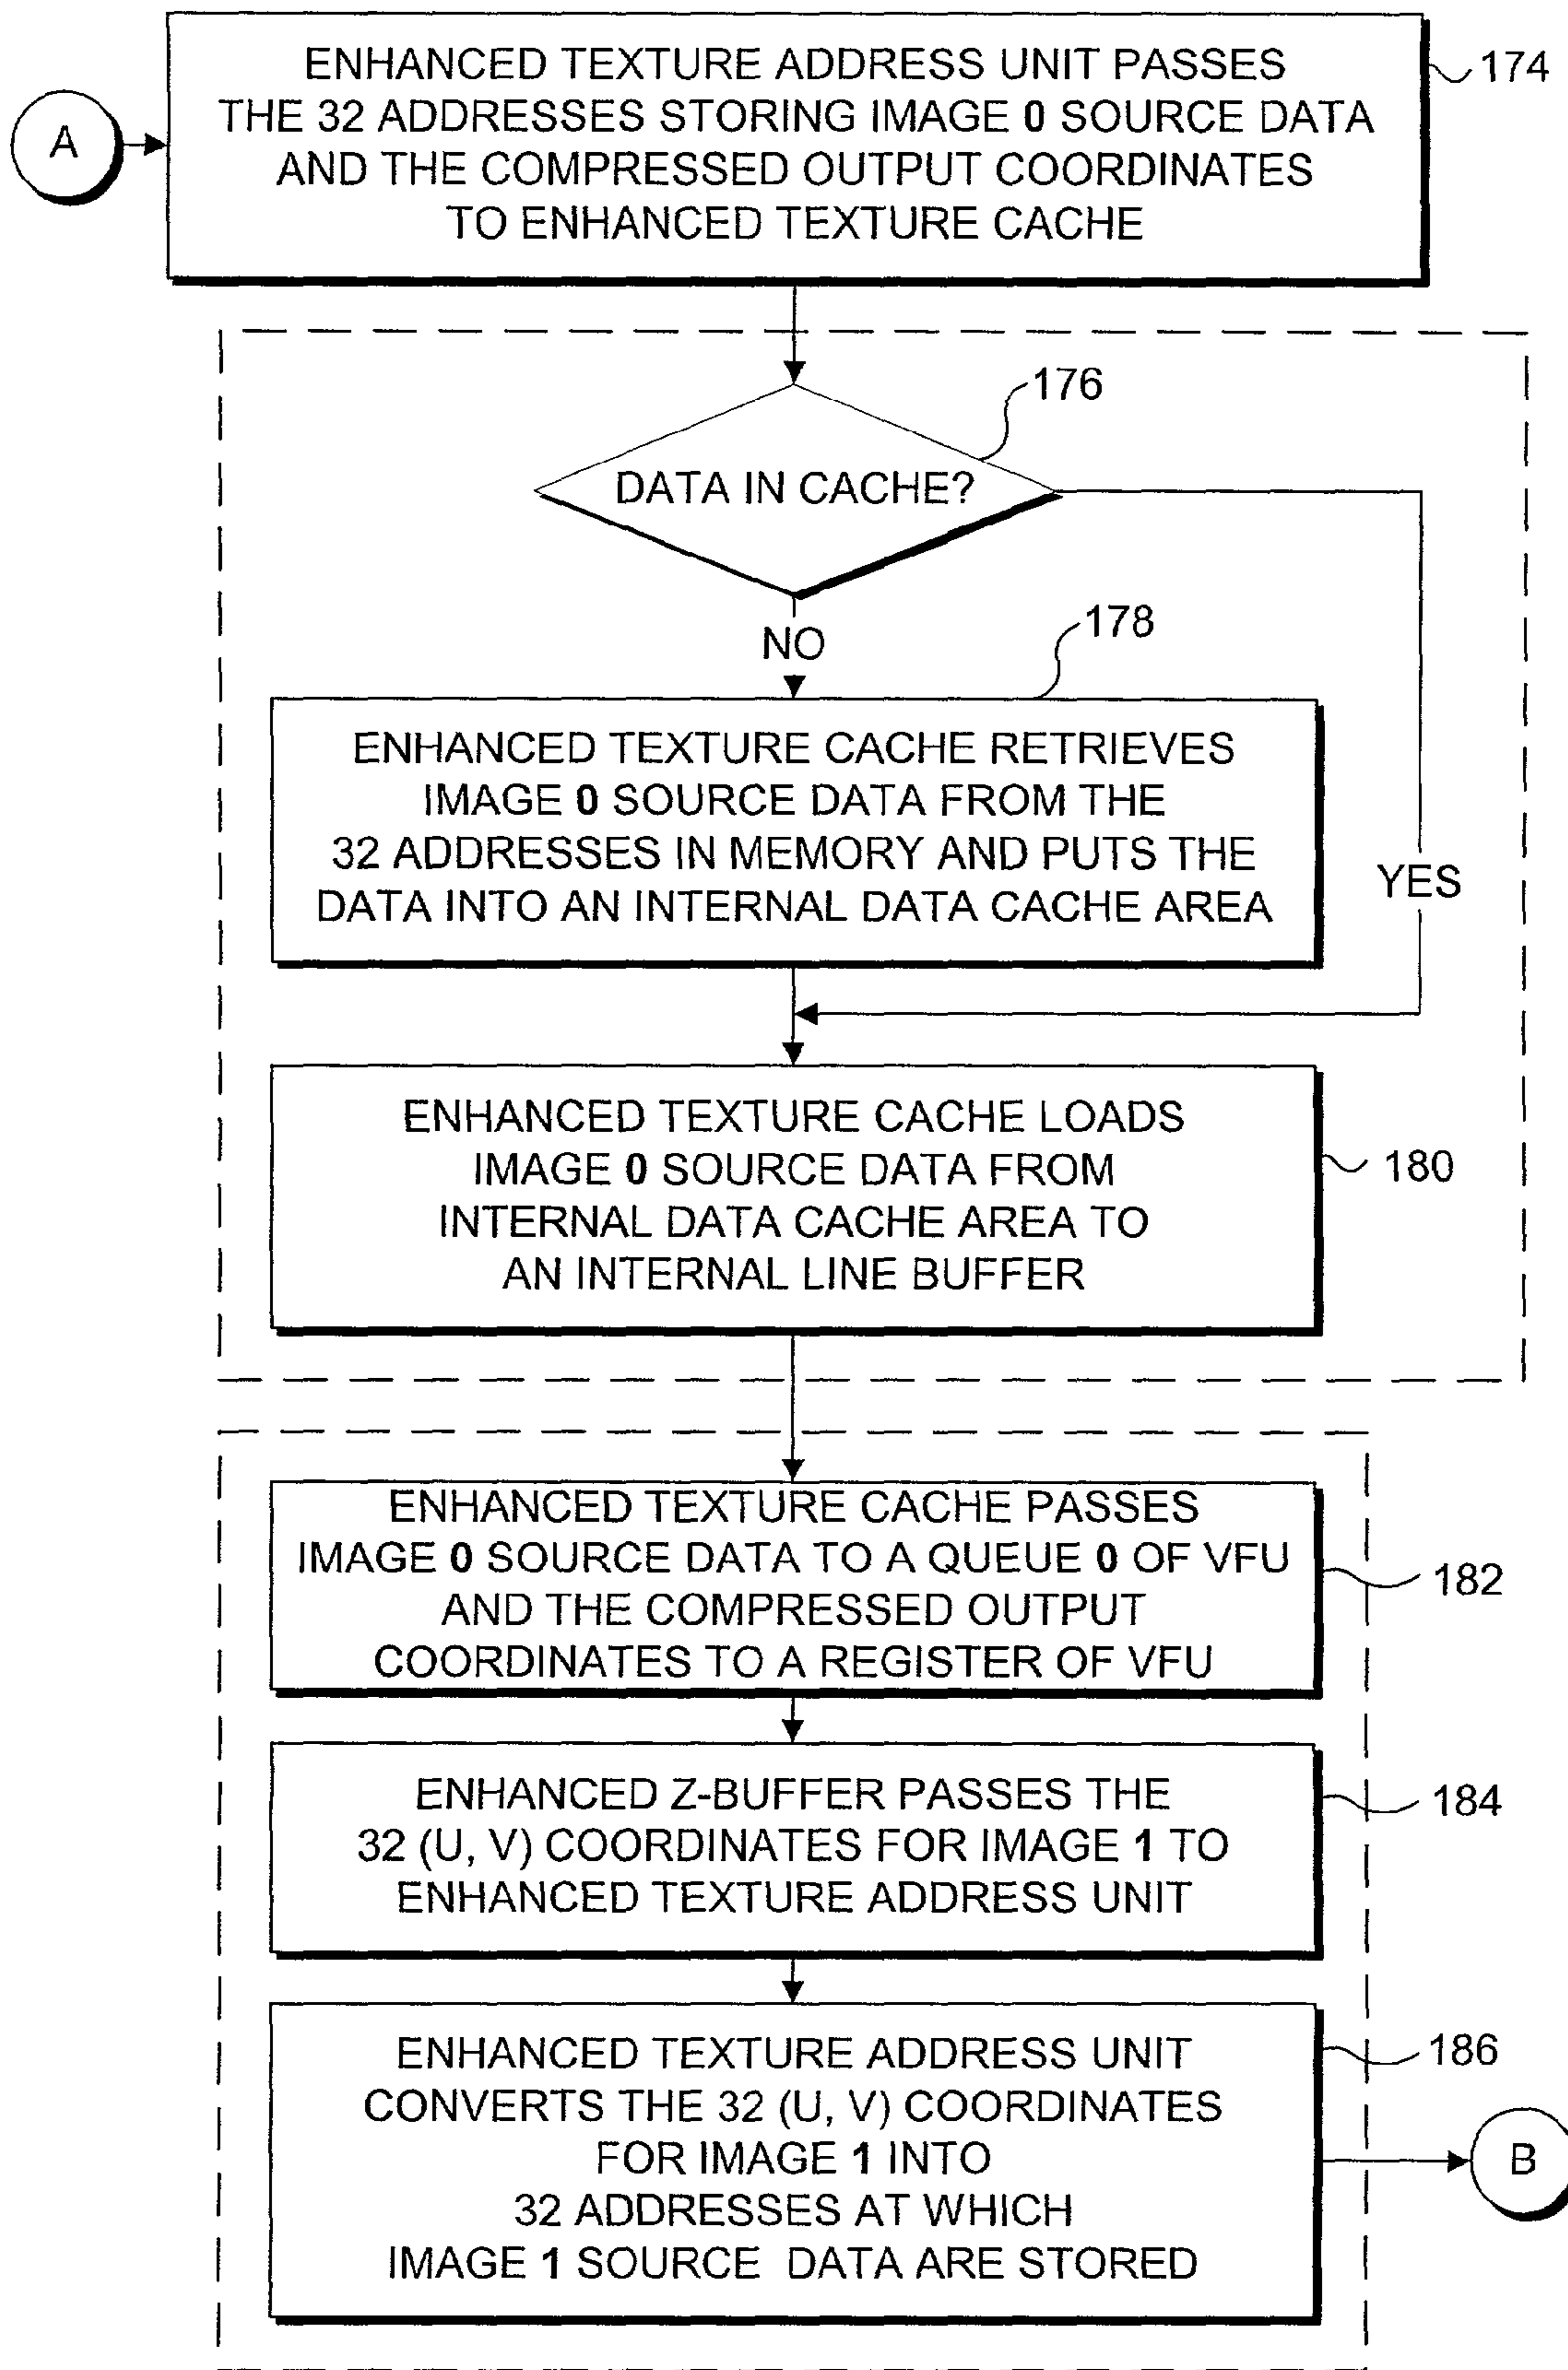 A
ENHANCED TEXTURE ADDRESS UNIT PASSES
THE 32 ADDRESSES STORING IMAGE 0 SOURCE DATA
AND THE COMPRESSED OUTPUT COORDINATES
TO ENHANCED TEXTURE CACHE
174
176
DATA IN CACHE?
NO
178
ENHANCED TEXTURE CACHE RETRIEVES
IMAGE 0 SOURCE DATA FROM THE
32 ADDRESSES IN MEMORY AND PUTS THE
DATA INTO AN INTERNAL DATA CACHE AREA
YES
ENHANCED TEXTURE CACHE LOADS
IMAGE 0 SOURCE DATA FROM
INTERNAL DATA CACHE AREA TO
AN INTERNAL LINE BUFFER
180
ENHANCED TEXTURE CACHE PASSES
IMAGE 0 SOURCE DATA TO A QUEUE 0 OF VFU
AND THE COMPRESSED OUTPUT
COORDINATES TO A REGISTER OF VFU
182
ENHANCED Z-BUFFER PASSES THE
32 (U, V) COORDINATES FOR IMAGE 1 TO
ENHANCED TEXTURE ADDRESS UNIT
184
ENHANCED TEXTURE ADDRESS UNIT
CONVERTS THE 32 (U, V) COORDINATES
FOR IMAGE 1 INTO
32 ADDRESSES AT WHICH
IMAGE 1 SOURCE DATA ARE STORED
186
B